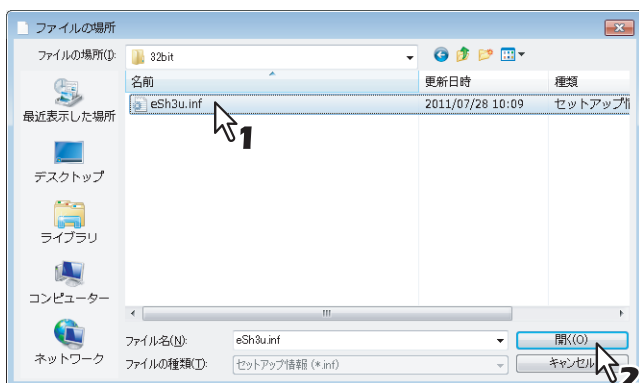 ファイルの場所
ファイルの場所(I): 32bit
名前 更新日時 種類
eSh3u.inf 2011/07/28 10:09 セットアップ情
1
最近表示した場所
デスクトップ
ライブラリ
コンピューター
ネットワーク
ファイル名(N): eSh3u.inf 開く(O)
ファイルの種類(T): セットアップ情報 (*.inf) キャンセル
2